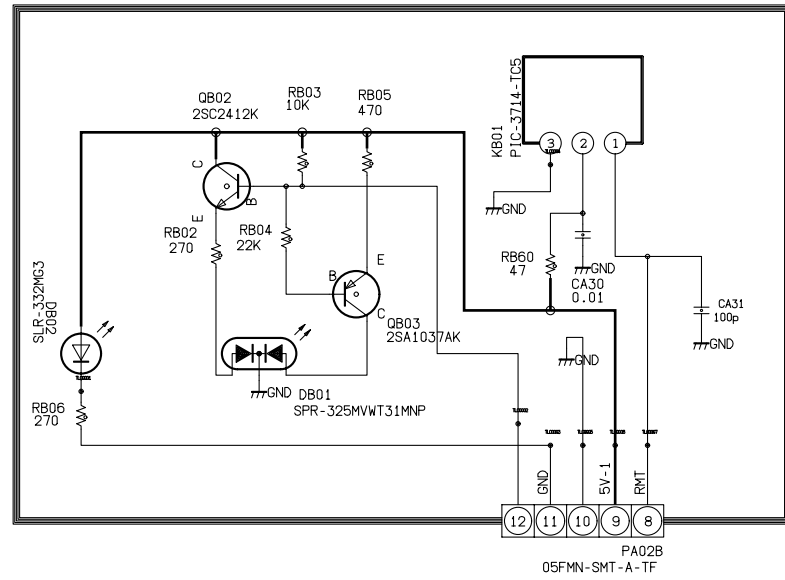 QB02
2SC2412K
RB03
10K
RB05
470
KB01
PIC-3714-TC5
3
2
1
C
B
E
GND
RB02
270
RB04
22K
E
B
C
RB60
47
GND
CA30
0.01
CA31
100p
GND
SLR-332MG3
DB02
QB03
2SA1037AK
GND
GND
DB01
SPR-325MVWT31MNP
RB06
270
GND
5V-1
RMT
12
11
10
9
8
PA02B
05FMN-SMT-A-TF